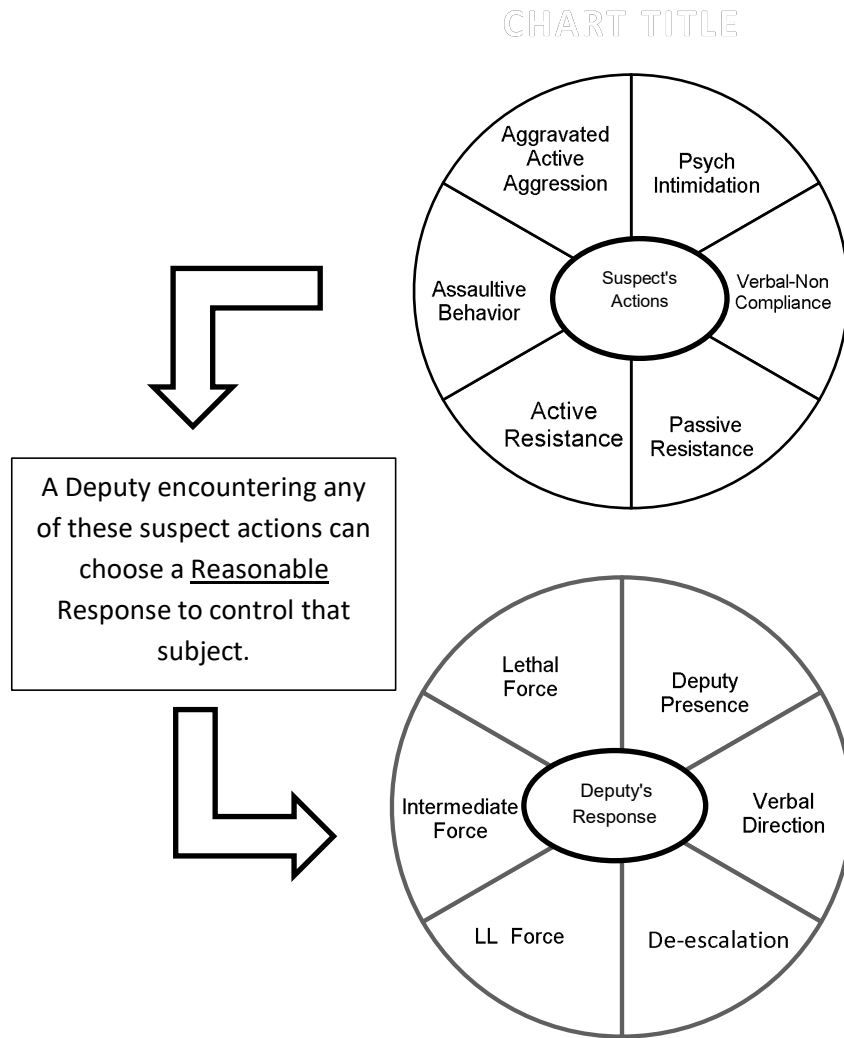 CHART TITLE
Aggravated
Active
Aggression
Psych
Intimidation
Verbal-Non
Compliance
Passive
Resistance
Active
Resistance
Assaultive
Behavior
Suspect's
Actions
A Deputy encountering any
of these suspect actions can
choose a Reasonable
Response to control that
subject.
Lethal
Force
Deputy
Presence
Verbal
Direction
De-escalation
LL Force
Intermediate
Force
Deputy's
Response